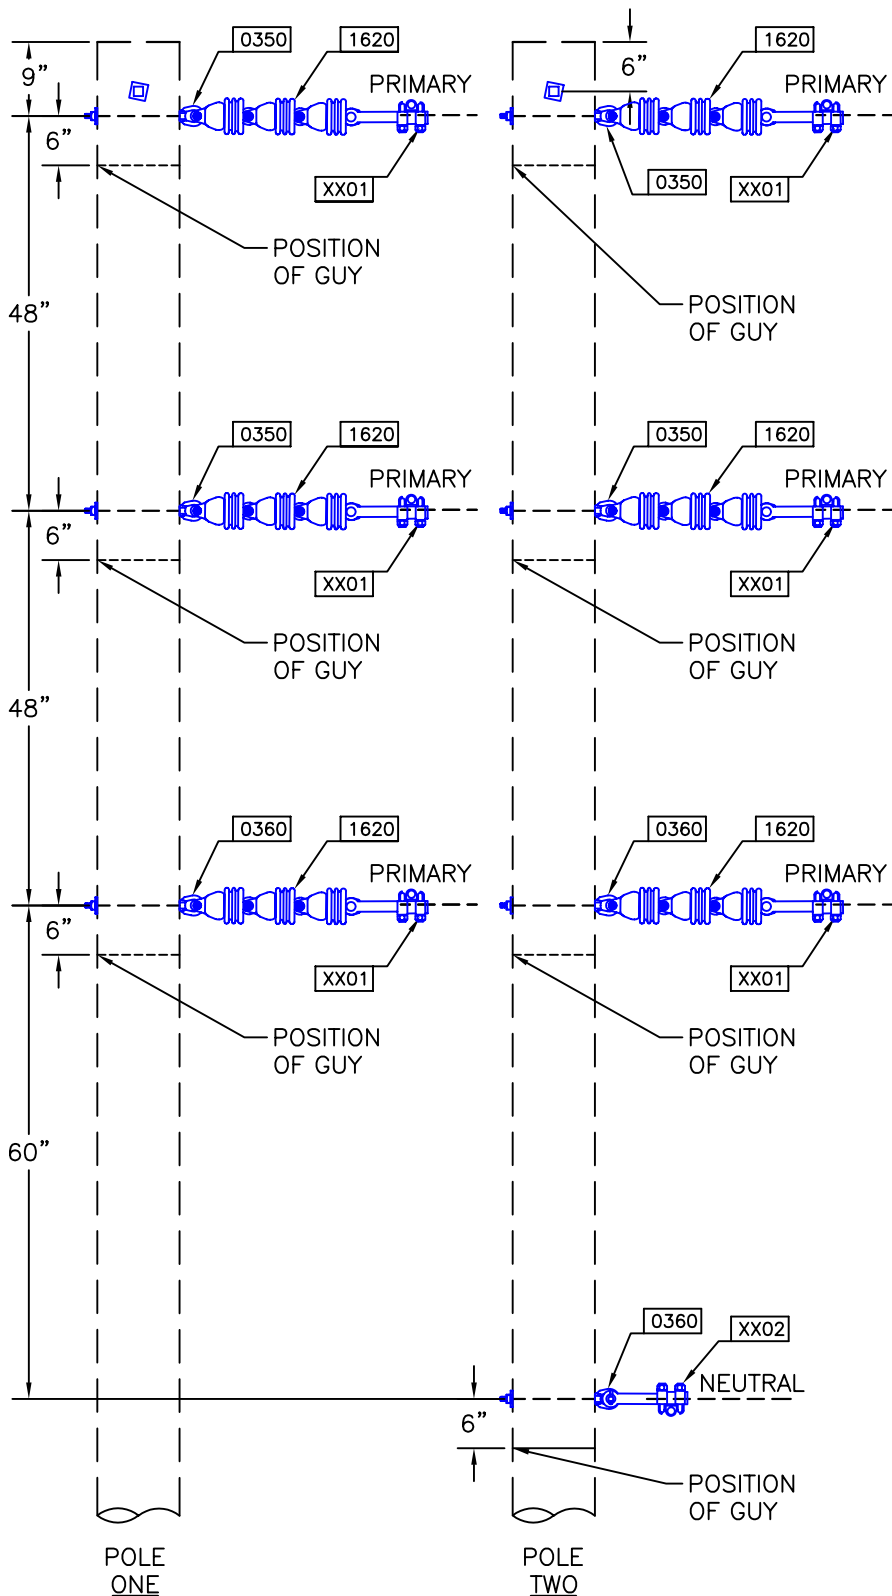 0350
1620
0350
1620
9”
PRIMARY
6”
PRIMARY
6”
XX01
0350
XX01
POSITION
OF GUY
POSITION
OF GUY
48”
0350
1620
0350
1620
PRIMARY
PRIMARY
6”
XX01
XX01
POSITION
OF GUY
POSITION
OF GUY
48”
0360
1620
0360
1620
PRIMARY
PRIMARY
6”
XX01
XX01
POSITION
OF GUY
POSITION
OF GUY
60”
0360
XX02
NEUTRAL
6”
POSITION
OF GUY
POLE
ONE
POLE
TWO